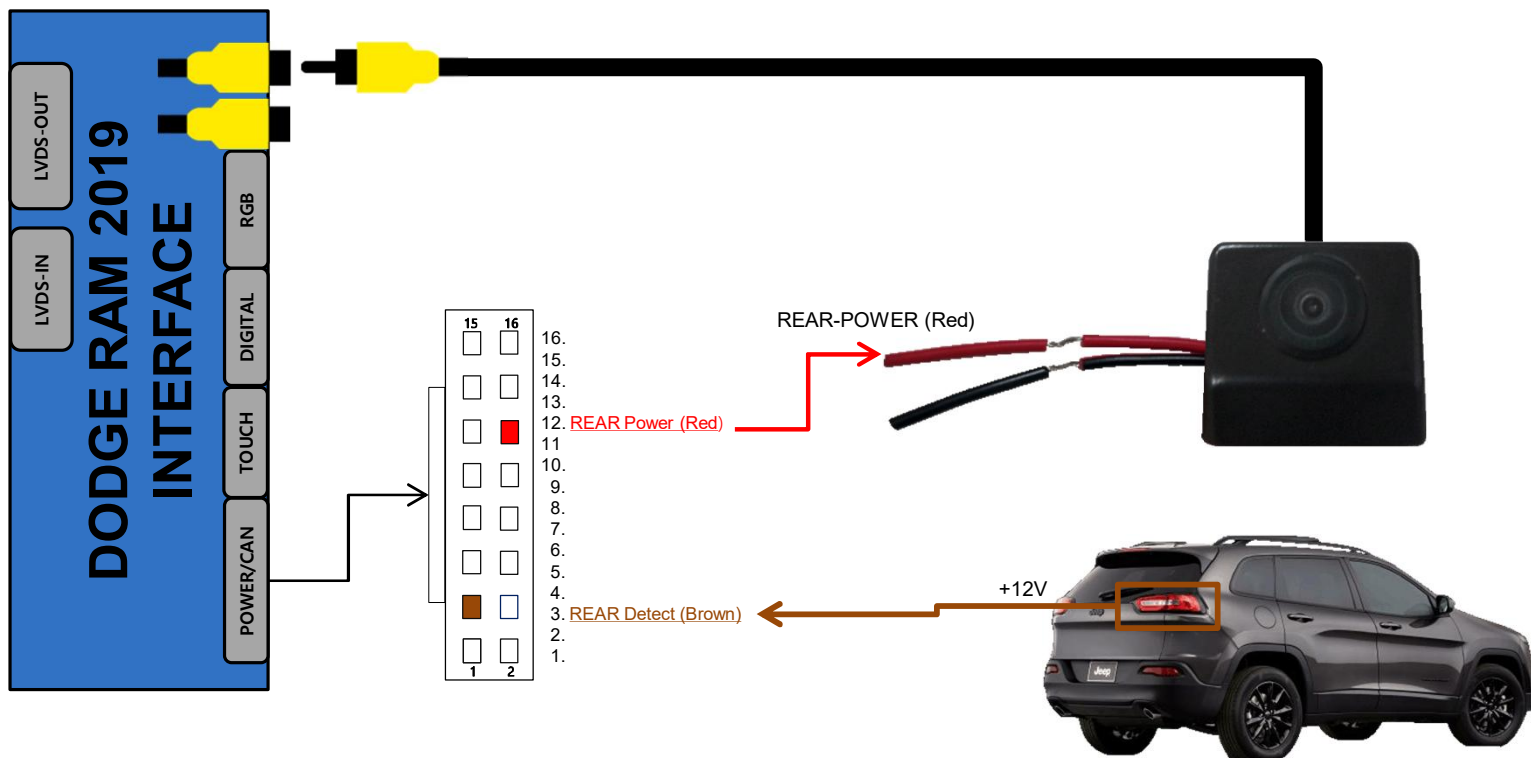 LVDS-OUT
LVDS-IN
DODGE RAM 2019
INTERFACE
RGB
DIGITAL
TOUCH
POWER/CAN
15 16
1 2
16.
15.
14.
13.
12. REAR Power (Red)
11
10.
9.
8.
7.
6.
5.
4.
3. REAR Detect (Brown)
2.
1.
REAR-POWER (Red)
+12V
Jeep